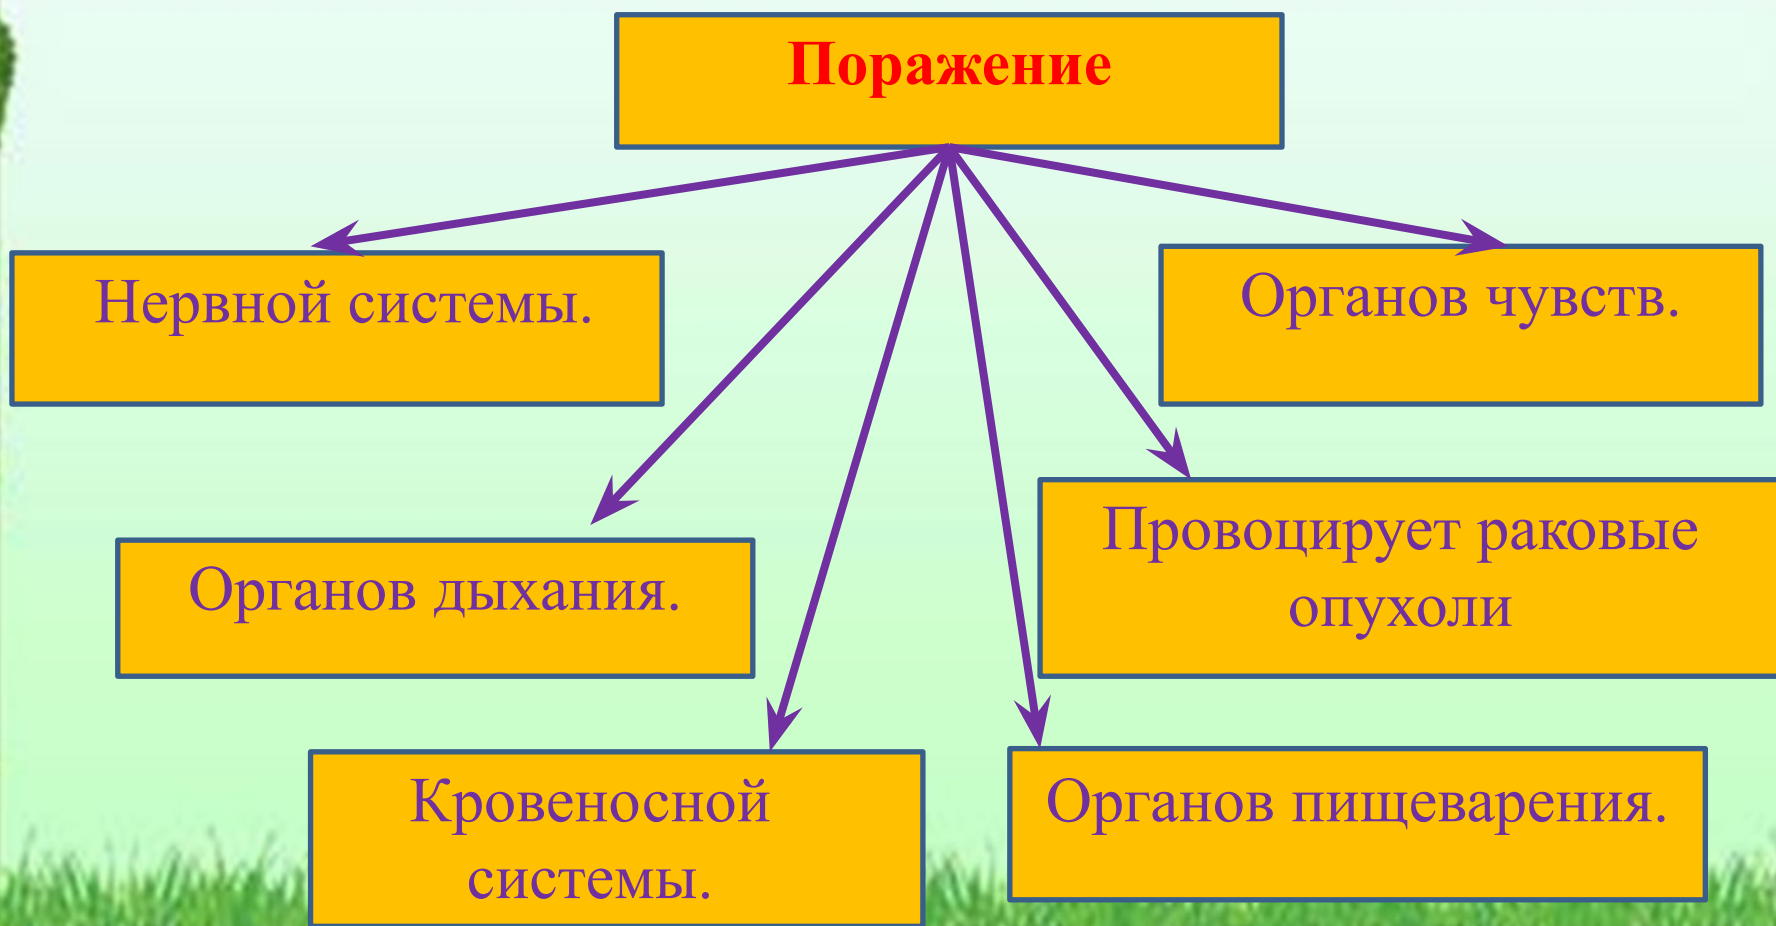 Поражение
Нервной системы.
Органов чувств.
Органов дыхания.
Провоцирует раковые
опухоли
Кровеносной
системы.
Органов пищеварения.